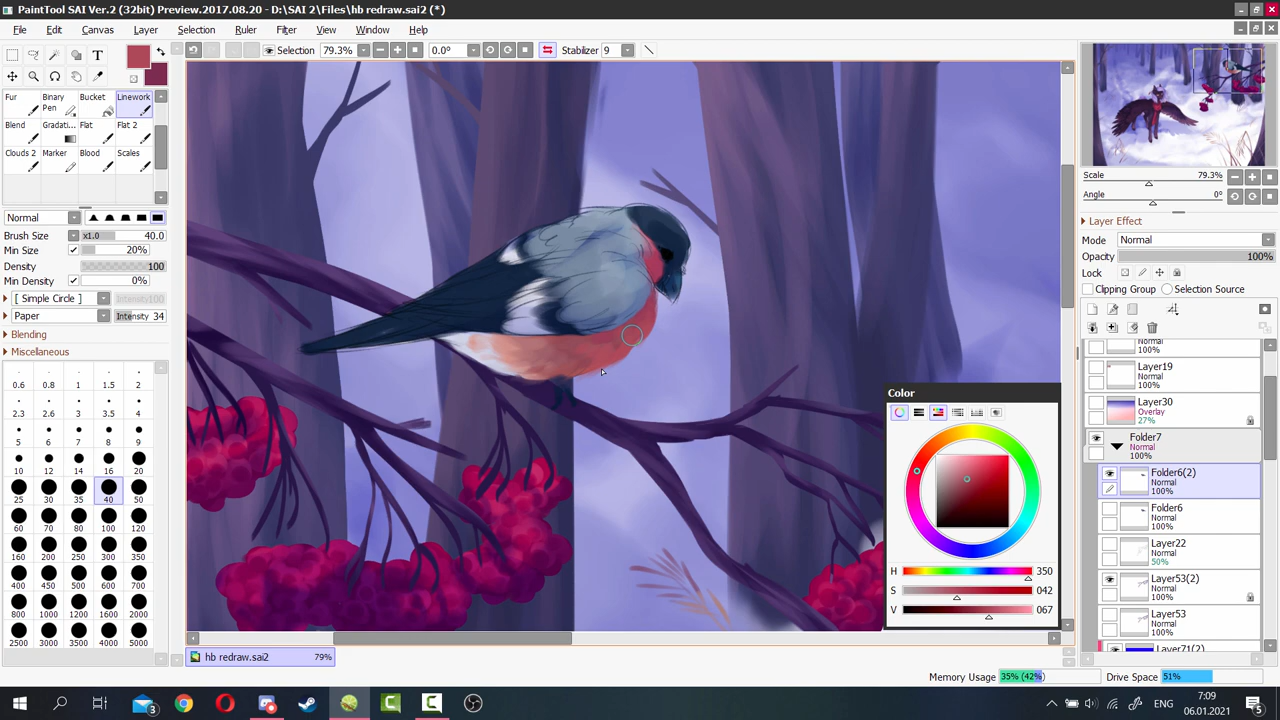 PaintTool SAI Ver.2 (32bit) Preview.2017.08.20 - D:\SAI 2\Files\hb redraw.sai2 (*)
File Edit Canvas Layer Selection Ruler Filter View Window Help
Selection 79.3% 0.0° Stabilizer 9
T
Fur Binary Pen Bucket Linework
Blend Gradati... Flat Flat 2
Clouds 2 Marker Blood Scales
Normal
Brush Size x1.0 40.0
Min Size 20%
Density 100
Min Density 0%
[ Simple Circle ] Intensity 100
Paper Intensity 34
Blending
Miscellaneous
0.6 0.8 1 1.5 2
2.3 2.6 3 3.5 4
5 6 7 8 9
10 12 14 16 20
25 30 35 40 50
60 70 80 100 120
160 200 250 300 350
400 450 500 600 700
800 1000 1200 1400 1600
2500 3000 3500 4000 5000
Scale 79.3%
Angle 0°
Layer Effect
Mode Normal
Opacity 100%
Lock
Clipping Group Selection Source
Normal
100%
Layer19
Normal
100%
Layer30
Overlay
27%
Folder7
Normal
100%
Folder6(2)
Normal
100%
Folder6
Normal
100%
Layer22
Normal
50%
Layer53(2)
Normal
100%
Layer53
Normal
100%
Layer71(2)
Color
H 350
S 042
V 067
hb redraw.sai2 79%
Memory Usage 35% (42%) Drive Space 51%
3 ENG 7:09
06.01.2021 5